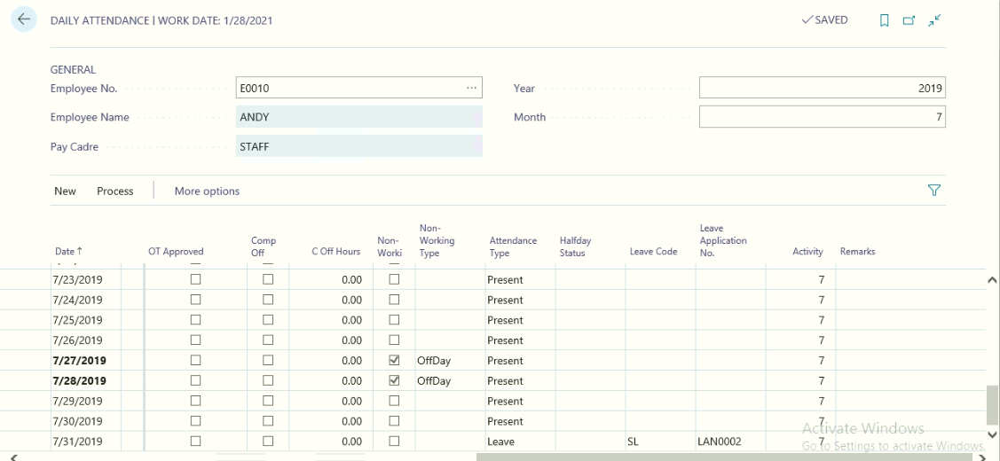 DAILY ATTENDANCE | WORK DATE: 1/28/2021
SAVED
GENERAL
Employee No. E0010 ...
Year 2019
Employee Name ANDY
Month 7
Pay Cadre STAFF
New Process More options
Date ↑ OT Approved Comp Off C Off Hours Non-Worki Non-Working Type Attendance Type Halfday Status Leave Code Leave Application No. Activity Remarks
7/23/2019 0.00 Present 7
7/24/2019 0.00 Present 7
7/25/2019 0.00 Present 7
7/26/2019 0.00 Present 7
7/27/2019 0.00 OffDay Present 7
7/28/2019 0.00 OffDay Present 7
7/29/2019 0.00 Present 7
7/30/2019 0.00 Present 7
7/31/2019 0.00 Leave SL LAN0002 7
Activate Windows
Go to Settings to activate Windows.